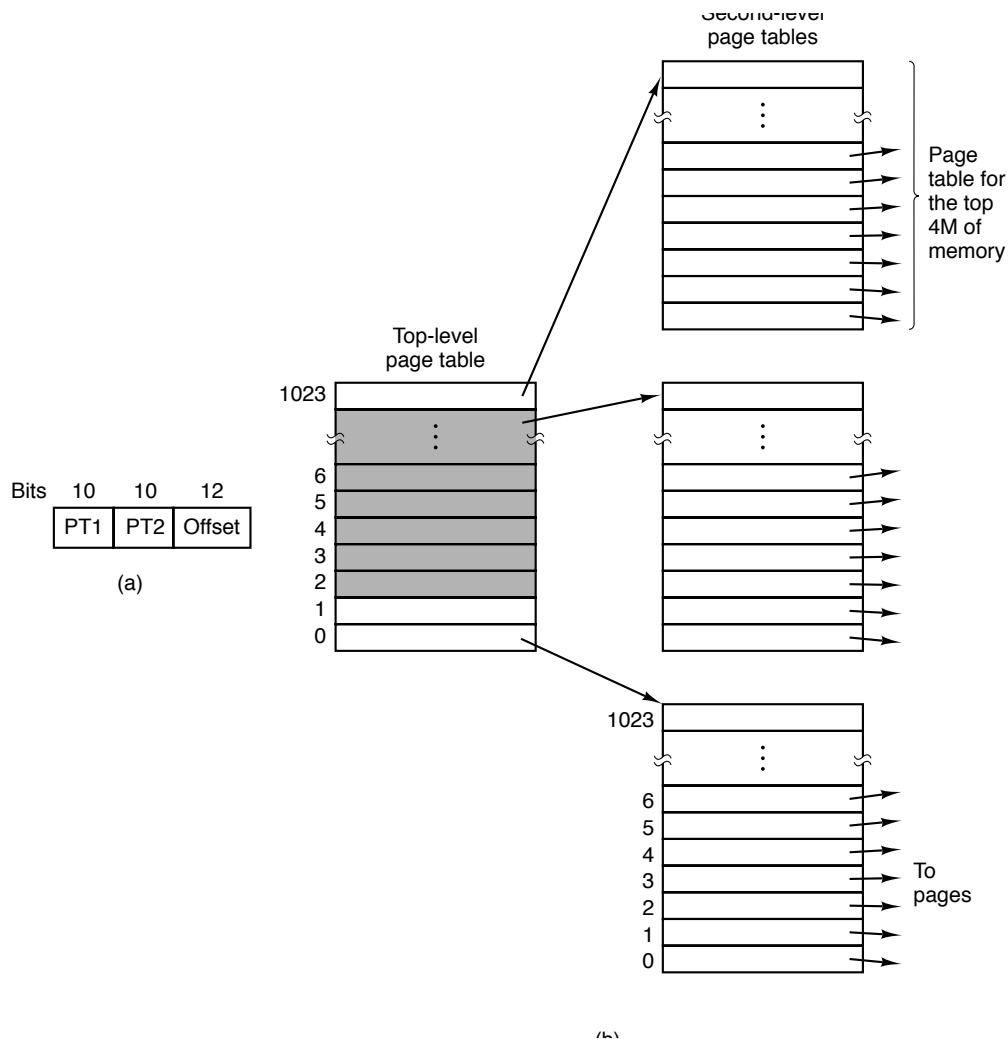 Second-level
page tables
Page
table for
the top
4M of
memory
Top-level
page table
1023
6
5
4
3
2
1
0
Bits 10 10 12
PT1 PT2 Offset
(a)
1023
6
5
4
3
2
1
0
To
pages
(b)